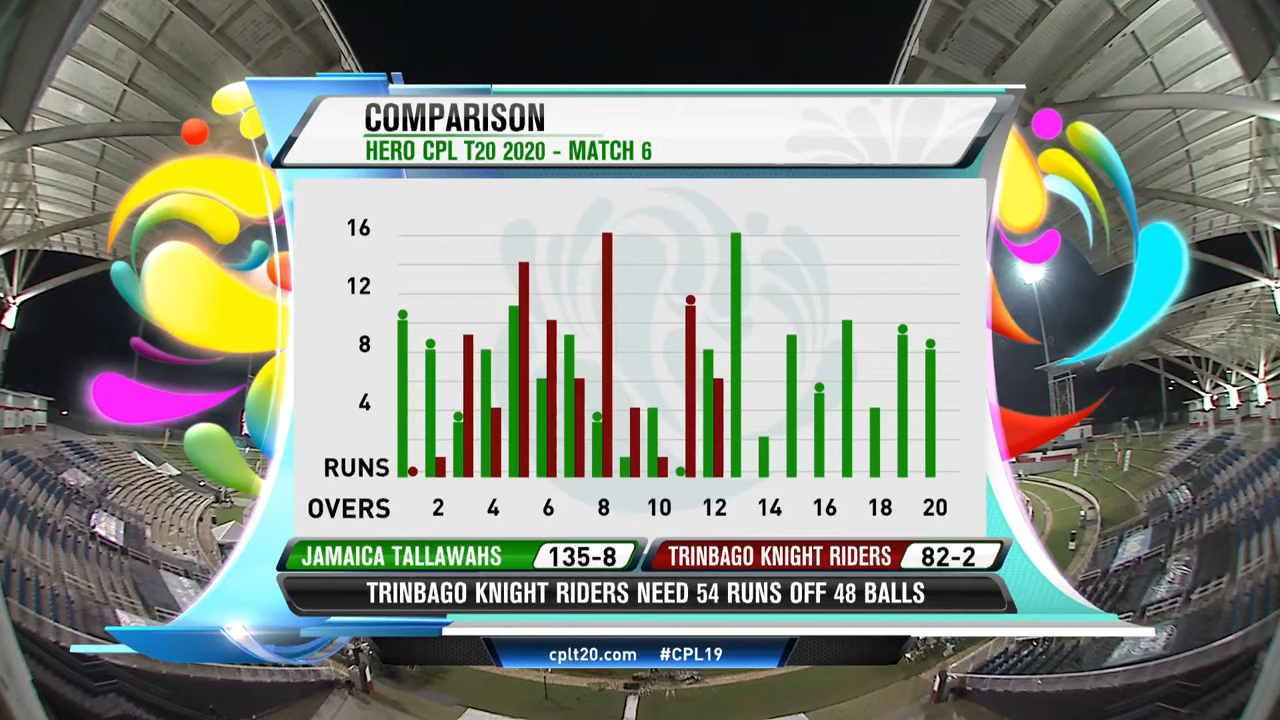 COMPARISON
HERO CPL T20 2020 - MATCH 6
16
12
8
4
RUNS
OVERS 2 4 6 8 10 12 14 16 18 20
JAMAICA TALLAWAHS 135-8 TRINBAGO KNIGHT RIDERS 82-2
TRINBAGO KNIGHT RIDERS NEED 54 RUNS OFF 48 BALLS
cplt20.com #CPL19